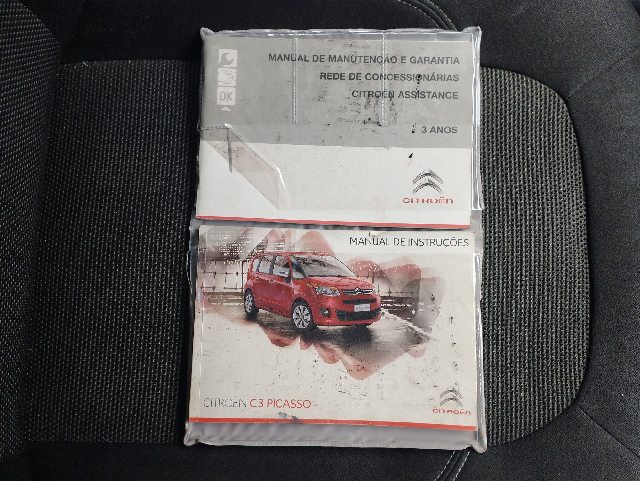 MANUAL DE MANUTENÇÃO E GARANTIA
REDE DE CONCESSIONÁRIAS
CITROËN ASSISTANCE
OK
3 ANOS
CITROËN
MANUAL DE INSTRUÇÕES
CITROËN C3 PICASSO
CITROËN